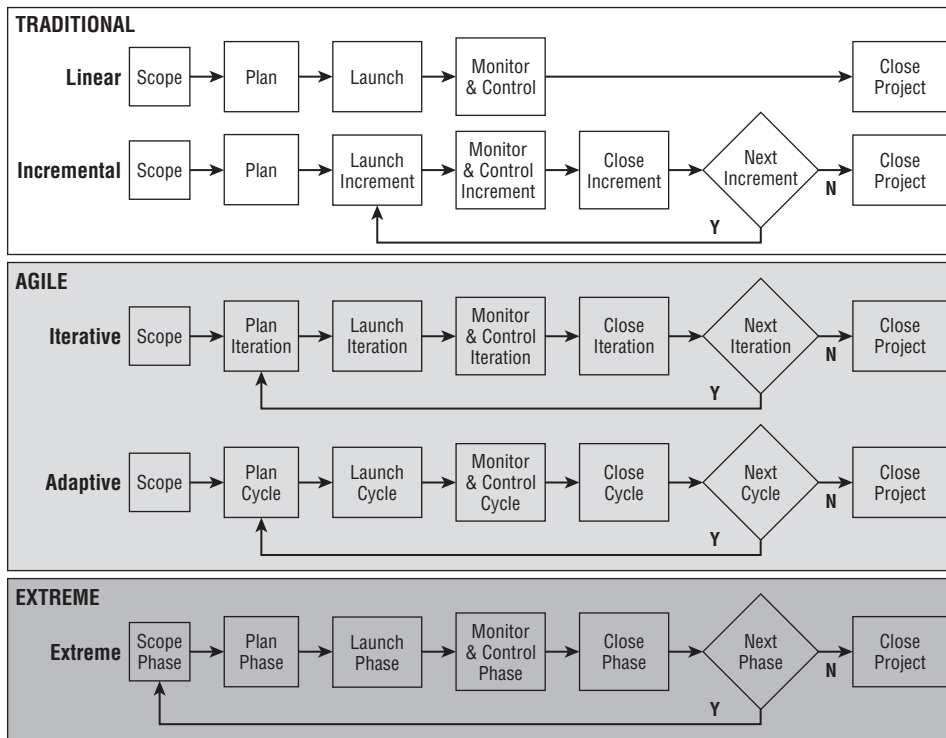 TRADITIONAL
Linear
Scope
Plan
Launch
Monitor
& Control
Close
Project
Incremental
Scope
Plan
Launch
Increment
Monitor
& Control
Increment
Close
Increment
Next
Increment
N
Close
Project
Y
AGILE
Iterative
Scope
Plan
Iteration
Launch
Iteration
Monitor
& Control
Iteration
Close
Iteration
Next
Iteration
N
Close
Project
Y
Adaptive
Scope
Plan
Cycle
Launch
Cycle
Monitor
& Control
Cycle
Close
Cycle
Next
Cycle
N
Close
Project
Y
EXTREME
Extreme
Scope
Phase
Plan
Phase
Launch
Phase
Monitor
& Control
Phase
Close
Phase
Next
Phase
N
Close
Project
Y